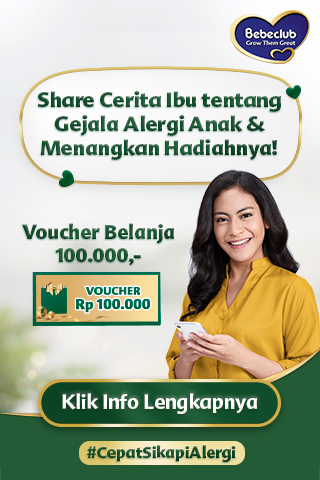 Bebeclub
Grow Them Great
Share Cerita Ibu tentang
Gejala Alergi Anak &
Menangkan Hadiahnya!
Voucher Belanja
100.000,-
VOUCHER
Rp 100.000
Klik Info Lengkapnya
#CepatSikapiAlergi